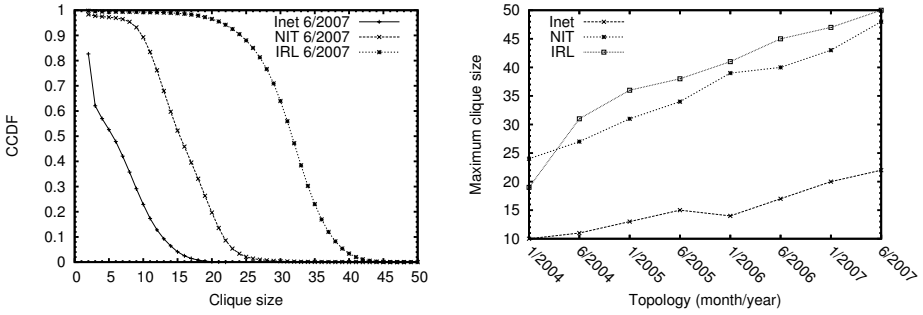 1
0.9
0.8
0.7
0.6
0.5
0.4
0.3
0.2
0.1
0
CCDF
0 5 10 15 20 25 30 35 40 45 50
Clique size
Inet 6/2007
NIT 6/2007
IRL 6/2007
50
45
40
35
30
25
20
15
10
Maximum clique size
1/2004 6/2004 1/2005 6/2005 1/2006 6/2006 1/2007 6/2007
Topology (month/year)
Inet
NIT
IRL